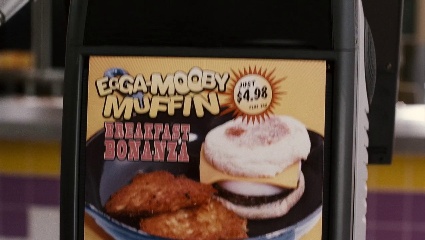 EGGA-MOOBY
MUFFIN
JUST
$4.98
BREAKFAST
BONANZA